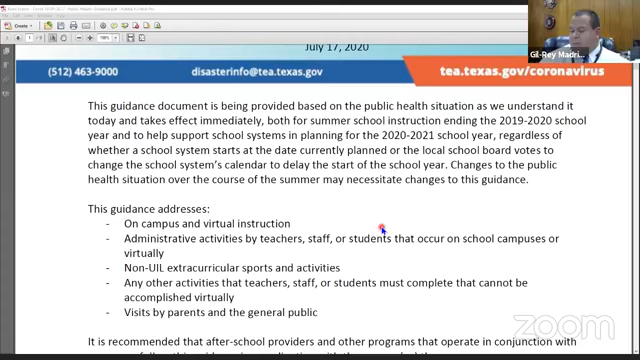 July 17, 2020
Gil-Rey Madri...
(512) 463-9000 disasterinfo@tea.texas.gov tea.texas.gov/coronavirus
This guidance document is being provided based on the public health situation as we understand it
today and takes effect immediately, both for summer school instruction ending the 2019-2020 school
year and to help support school systems in planning for the 2020-2021 school year, regardless of
whether a school system starts at the date currently planned or the local school board votes to
change the school system's calendar to delay the start of the school year. Changes to the public
health situation over the course of the summer may necessitate changes to this guidance.
This guidance addresses:
- On campus and virtual instruction
- Administrative activities by teachers, staff, or students that occur on school campuses or
virtually
- Non-UIL extracurricular sports and activities
- Any other activities that teachers, staff, or students must complete that cannot be
accomplished virtually
- Visits by parents and the general public
It is recommended that after-school providers and other programs that operate in conjunction with
zoom